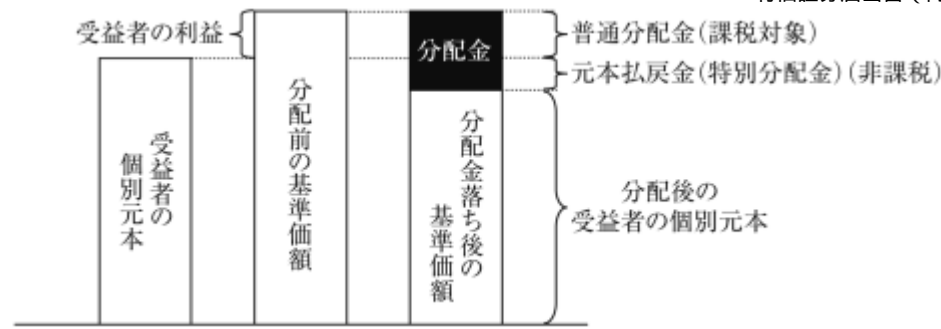 受益者の利益
受益者の
個別元本
分配前の基準価額
分配金
分配金落ち後の
基準価額
普通分配金(課税対象)
元本払戻金(特別分配金)(非課税)
分配後の
受益者の個別元本